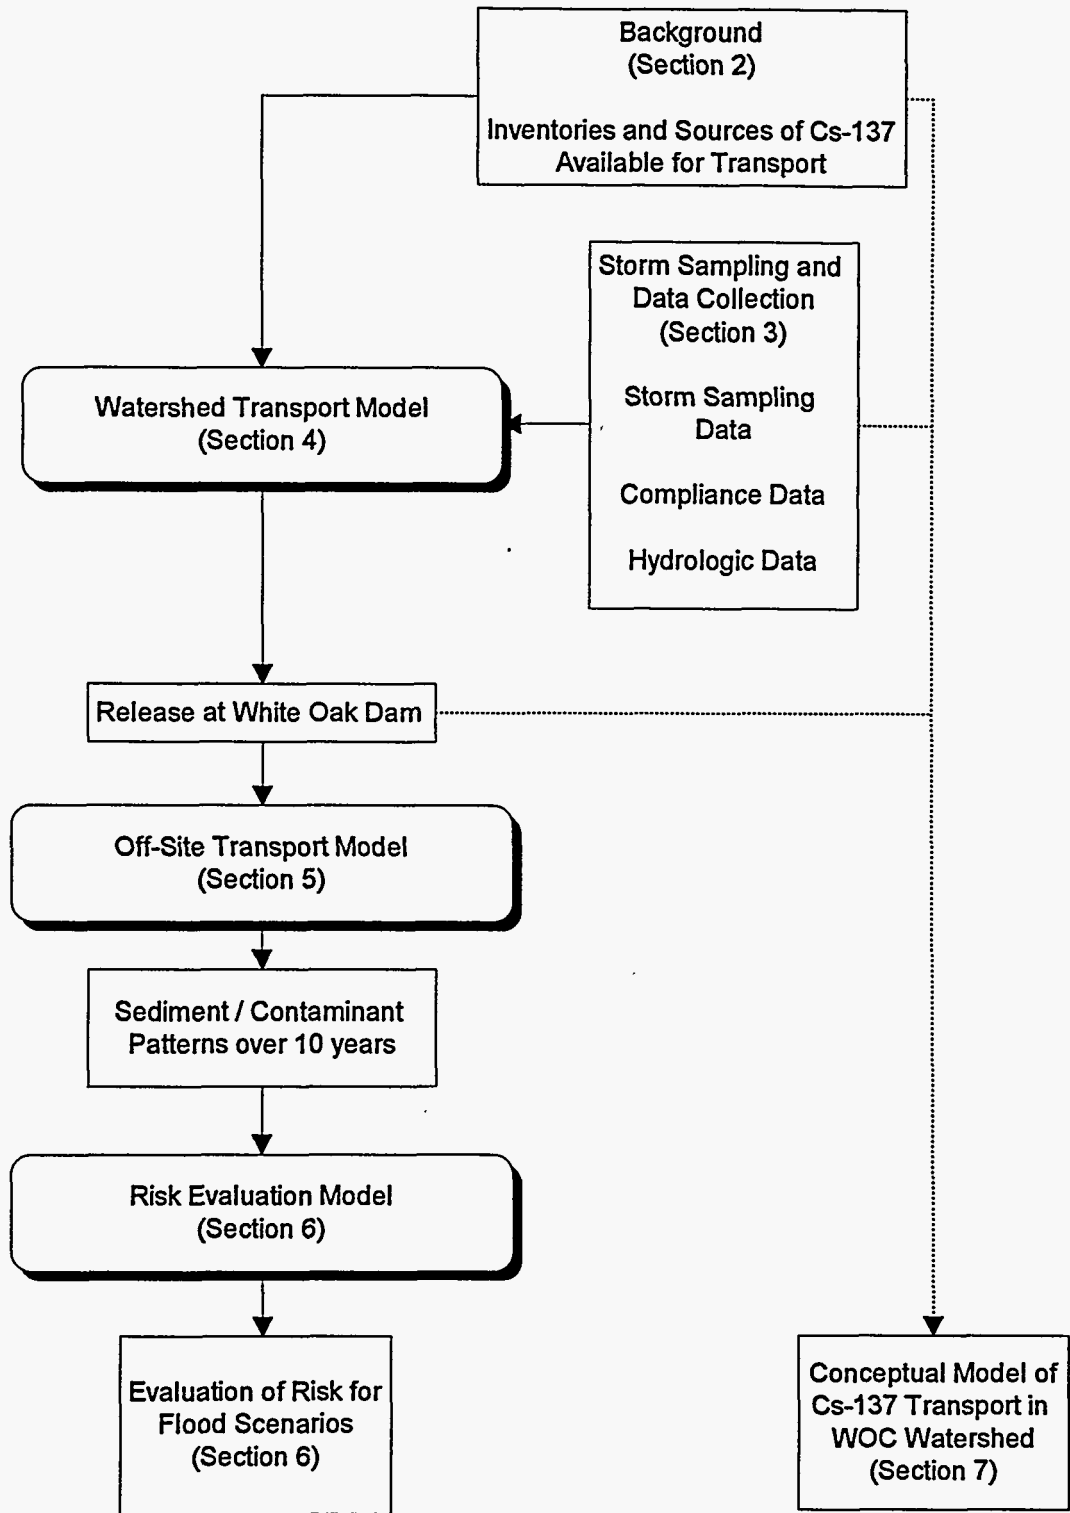 Background
(Section 2)
Inventories and Sources of Cs-137
Available for Transport
Storm Sampling and
Data Collection
(Section 3)
Storm Sampling
Data
Compliance Data
Hydrologic Data
Watershed Transport Model
(Section 4)
Release at White Oak Dam
Off-Site Transport Model
(Section 5)
Sediment / Contaminant
Patterns over 10 years
Risk Evaluation Model
(Section 6)
Evaluation of Risk for
Flood Scenarios
(Section 6)
Conceptual Model of
Cs-137 Transport in
WOC Watershed
(Section 7)